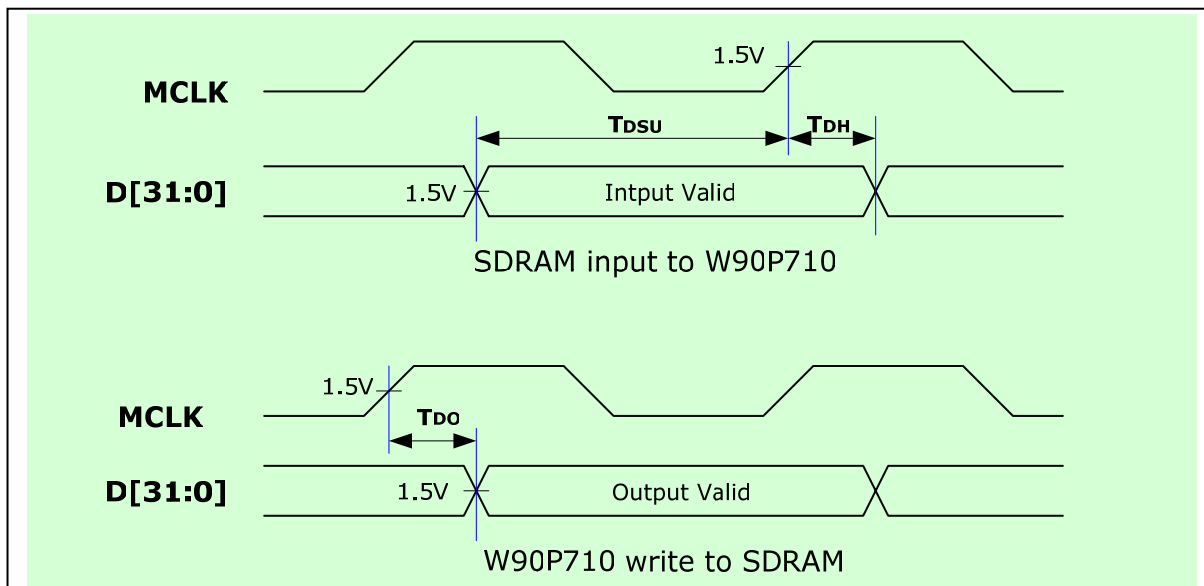 1.5V
MCLK
TDSU
TDH
D[31:0]
1.5V
Intput Valid
SDRAM input to W90P710
1.5V
MCLK
TDO
D[31:0]
1.5V
Output Valid
W90P710 write to SDRAM